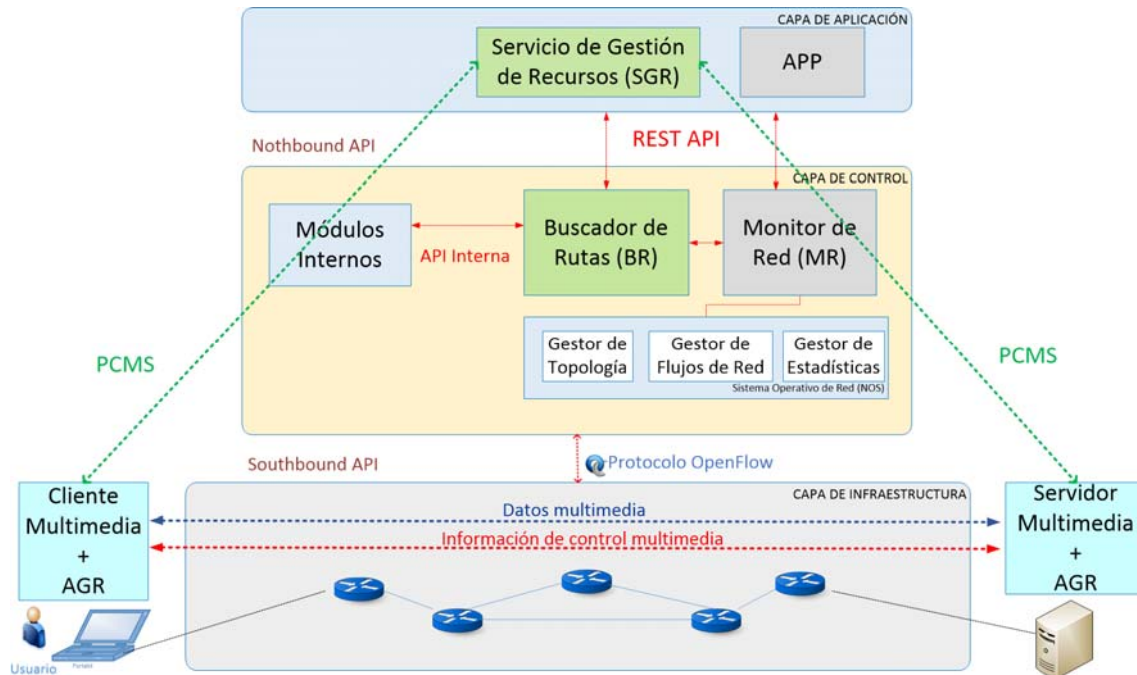 CAPA DE APLICACIÓN
Servicio de Gestión
de Recursos (SGR)
APP
Nothbound API
REST API
CAPA DE CONTROL
Módulos
Internos
API Interna
Buscador de
Rutas (BR)
Monitor de
Red (MR)
PCMS
PCMS
Gestor de
Topología
Gestor de
Flujos de Red
Gestor de
Estadísticas
Sistema Operativo de Red (NOS)
Southbound API
Protocolo OpenFlow
CAPA DE INFRAESTRUCTURA
Cliente
Multimedia
+
AGR
Datos multimedia
Información de control multimedia
Servidor
Multimedia
+
AGR
Usuario